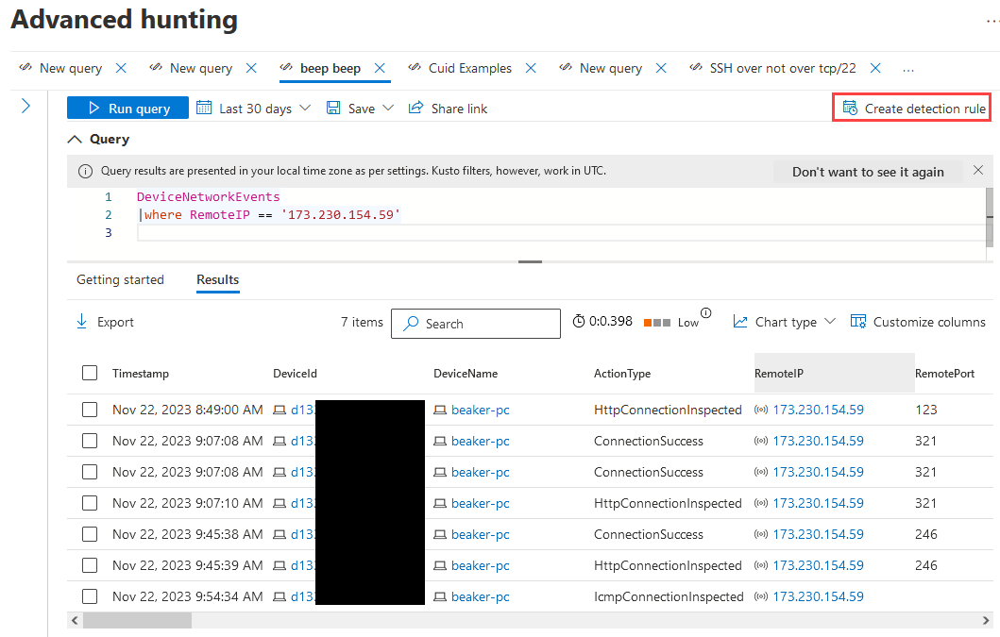 Advanced hunting
New query New query beep beep Cuid Examples New query SSH over not over tcp/22 ...
Run query Last 30 days Save Share link Create detection rule
Query
Query results are presented in your local time zone as per settings. Kusto filters, however, work in UTC. Don't want to see it again
1 DeviceNetworkEvents
2 |where RemoteIP == '173.230.154.59'
3
Getting started Results
Export 7 items Search 0:0.398 Low Chart type Customize columns
Timestamp DeviceId DeviceName ActionType RemoteIP RemotePort
Nov 22, 2023 8:49:00 AM d13 beaker-pc HttpConnectionInspected 173.230.154.59 123
Nov 22, 2023 9:07:08 AM d13 beaker-pc ConnectionSuccess 173.230.154.59 321
Nov 22, 2023 9:07:08 AM d13 beaker-pc ConnectionSuccess 173.230.154.59 321
Nov 22, 2023 9:07:10 AM d13 beaker-pc HttpConnectionInspected 173.230.154.59 321
Nov 22, 2023 9:45:38 AM d13 beaker-pc ConnectionSuccess 173.230.154.59 246
Nov 22, 2023 9:45:39 AM d13 beaker-pc HttpConnectionInspected 173.230.154.59 246
Nov 22, 2023 9:54:34 AM d13 beaker-pc IcmpConnectionInspected 173.230.154.59